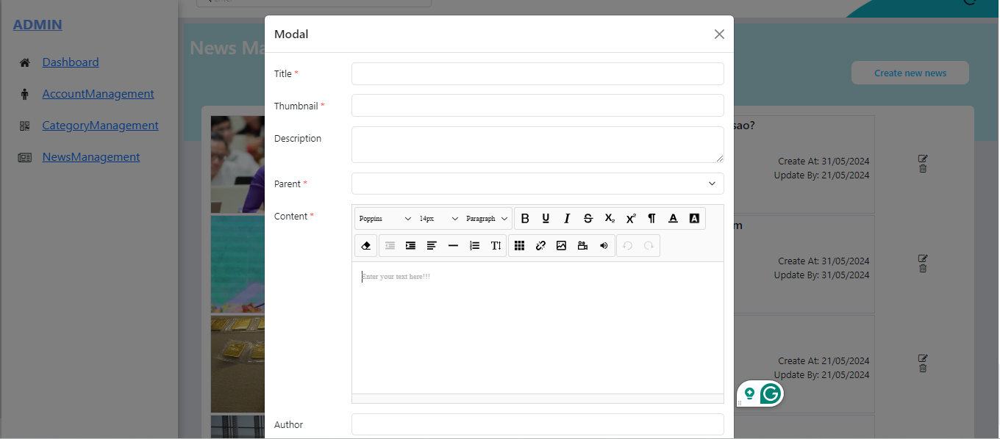 ADMIN
Dashboard
AccountManagement
CategoryManagement
NewsManagement
News Ma
Create new news
Modal
Title *
Thumbnail *
Description
Parent *
Content *
Poppins 14px Paragraph
B U I S X₂ X² ¶ A A
Enter your text here!!!
Author
sao?
Create At: 31/05/2024
Update By: 21/05/2024
m
Create At: 31/05/2024
Update By: 31/05/2024
Create At: 21/05/2024
Update By: 21/05/2024